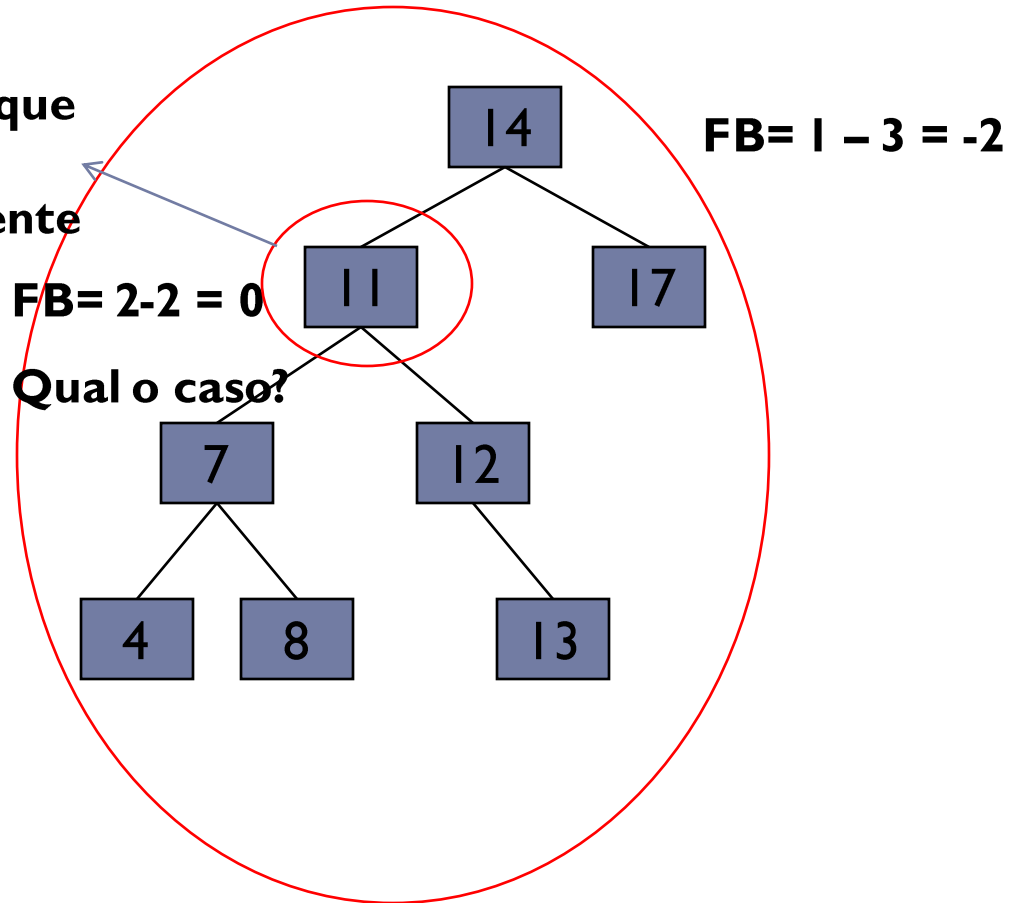 que
14
FB= 1 – 3 = -2
ente
11
17
FB= 2-2 = 0
Qual o caso?
7
12
4
8
13